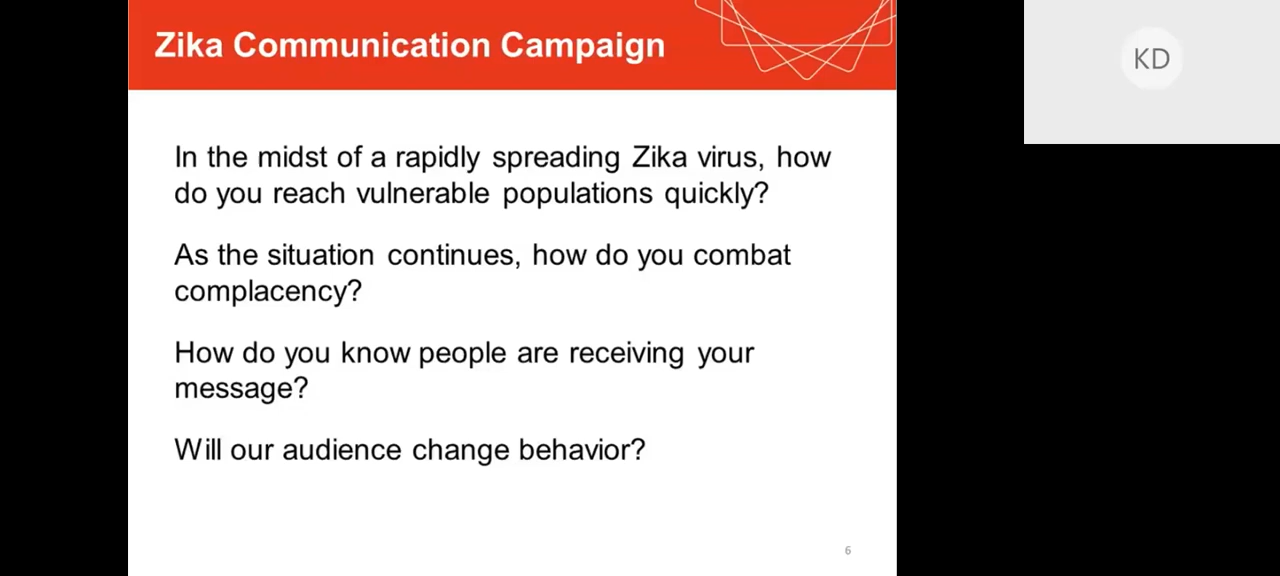 Zika Communication Campaign
KD
In the midst of a rapidly spreading Zika virus, how
do you reach vulnerable populations quickly?
As the situation continues, how do you combat
complacency?
How do you know people are receiving your
message?
Will our audience change behavior?
6